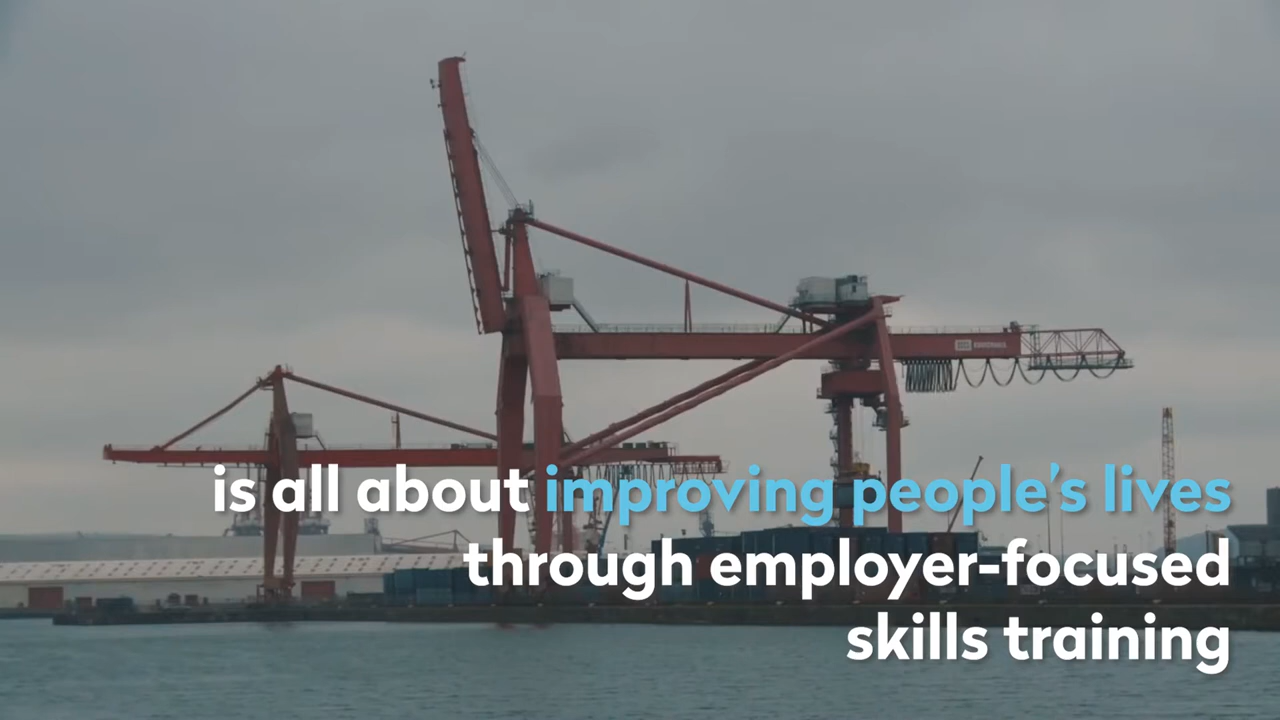 is all about improving people's lives
through employer-focused
skills training